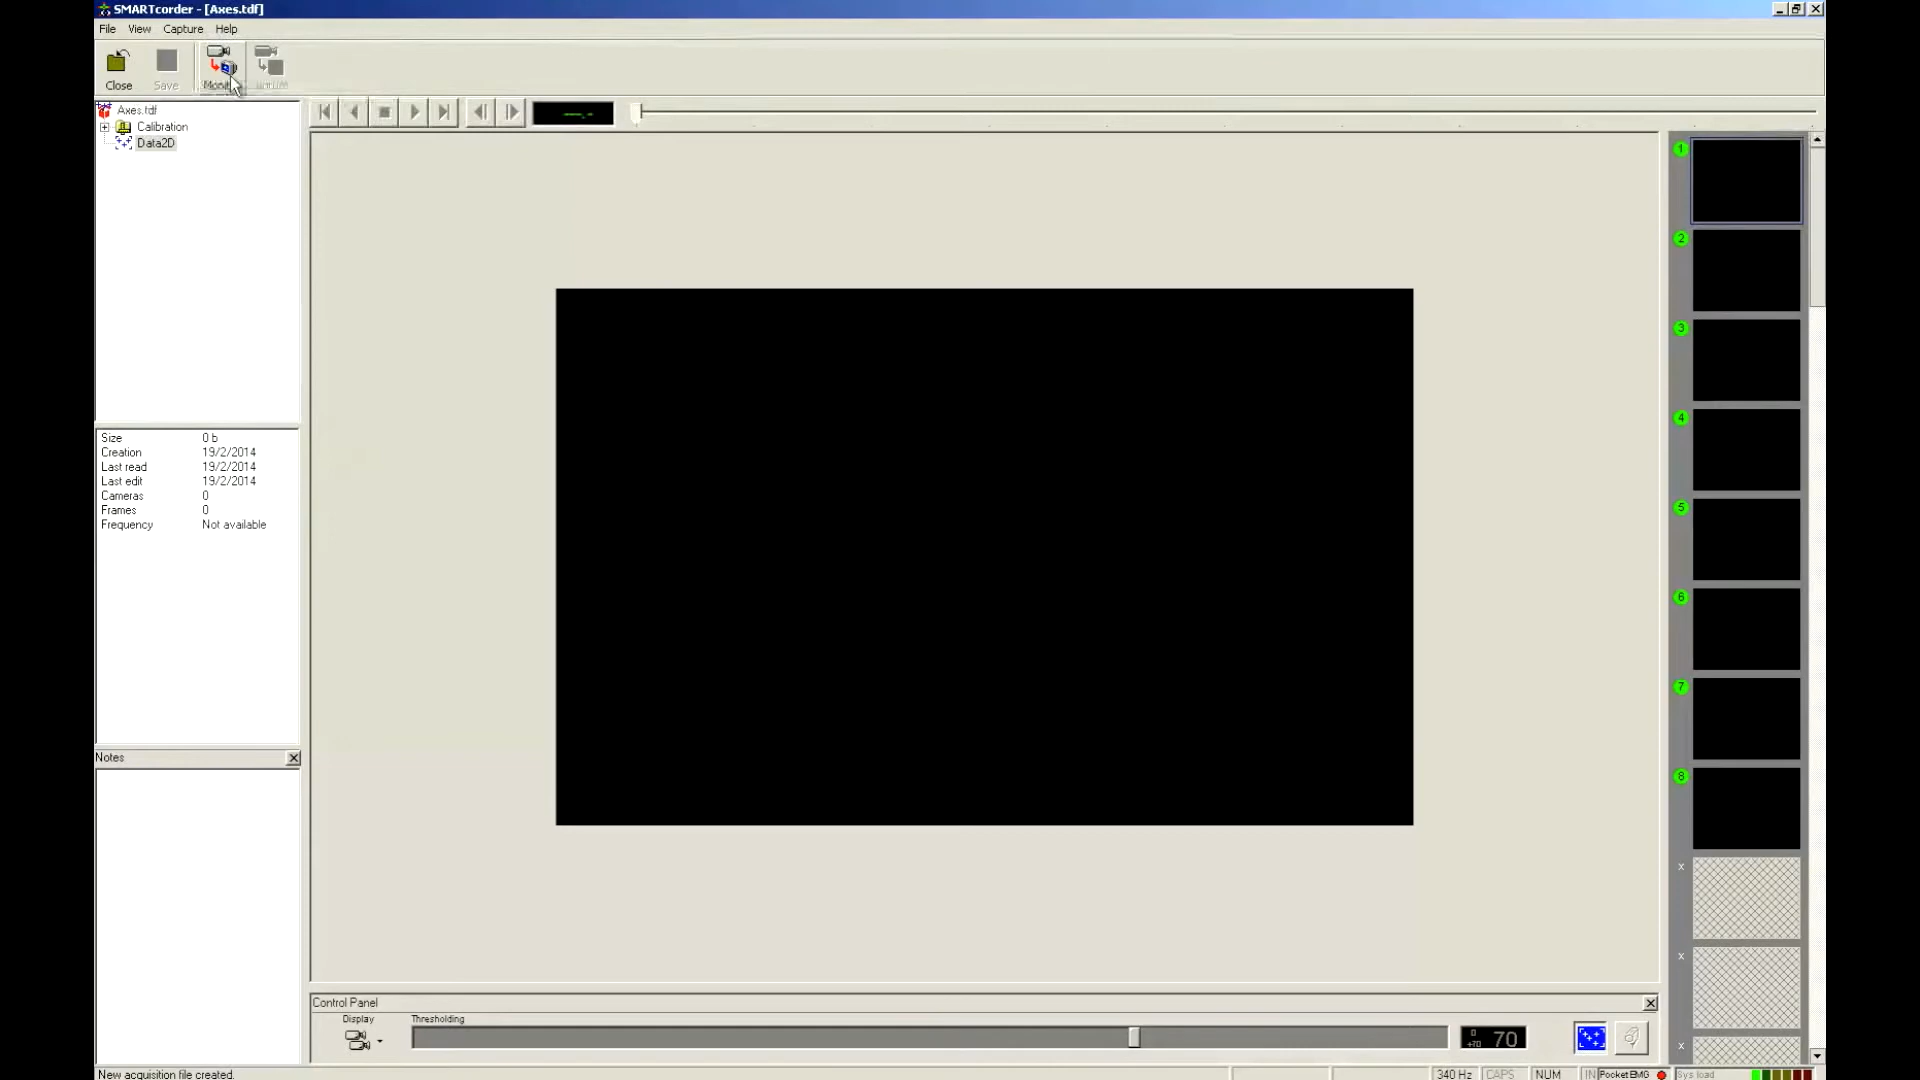 SMARTcorder - [Axes.tdf]
File View Capture Help
Close Save
Axes.tdf
Calibration
Data2D
Size 0 b
Creation 19/2/2014
Last read 19/2/2014
Last edit 19/2/2014
Cameras 0
Frames 0
Frequency Not available
Notes
1
2
3
4
5
6
7
8
x
x
x
Control Panel
Display Thresholding
0
+70
70
New acquisition file created.
340 Hz CAPS NUM IN PocketEMG Sys load